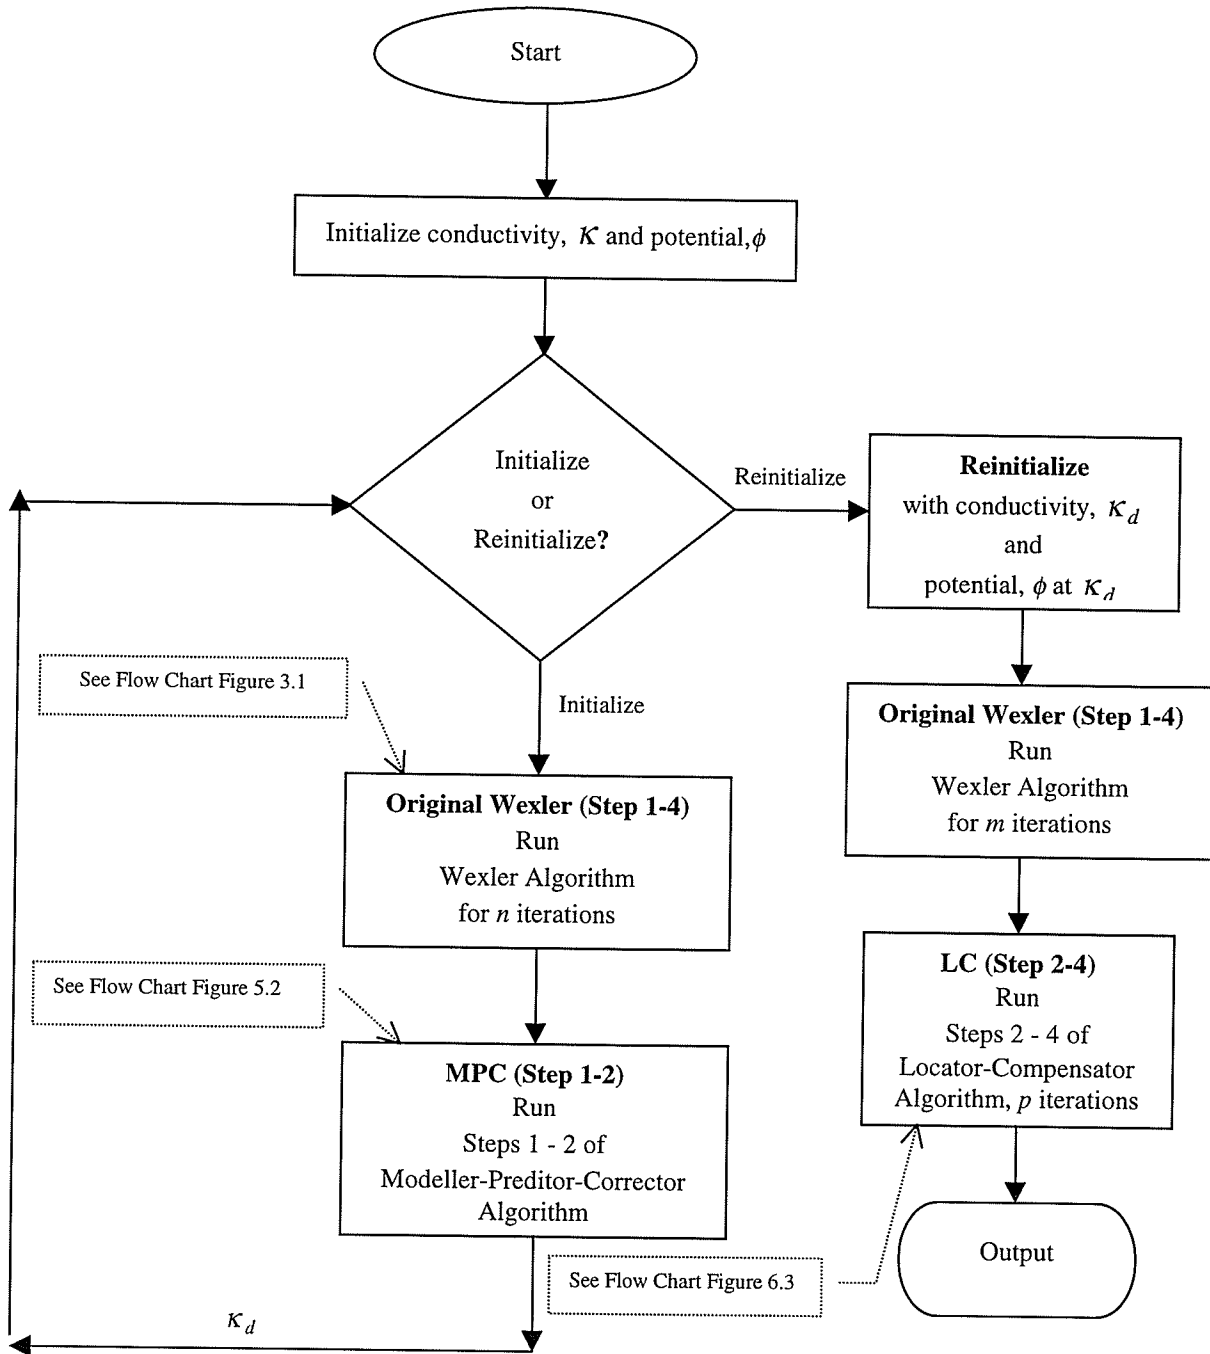 Start
Initialize conductivity, κ and potential,ϕ
Initialize
or
Reinitialize?
Reinitialize
Reinitialize
with conductivity, κd
and
potential, ϕ at κd
See Flow Chart Figure 3.1
Initialize
Original Wexler (Step 1-4)
Run
Wexler Algorithm
for n iterations
Original Wexler (Step 1-4)
Run
Wexler Algorithm
for m iterations
See Flow Chart Figure 5.2
MPC (Step 1-2)
Run
Steps 1 - 2 of
Modeller-Preditor-Corrector
Algorithm
LC (Step 2-4)
Run
Steps 2 - 4 of
Locator-Compensator
Algorithm, p iterations
See Flow Chart Figure 6.3
Output
κd